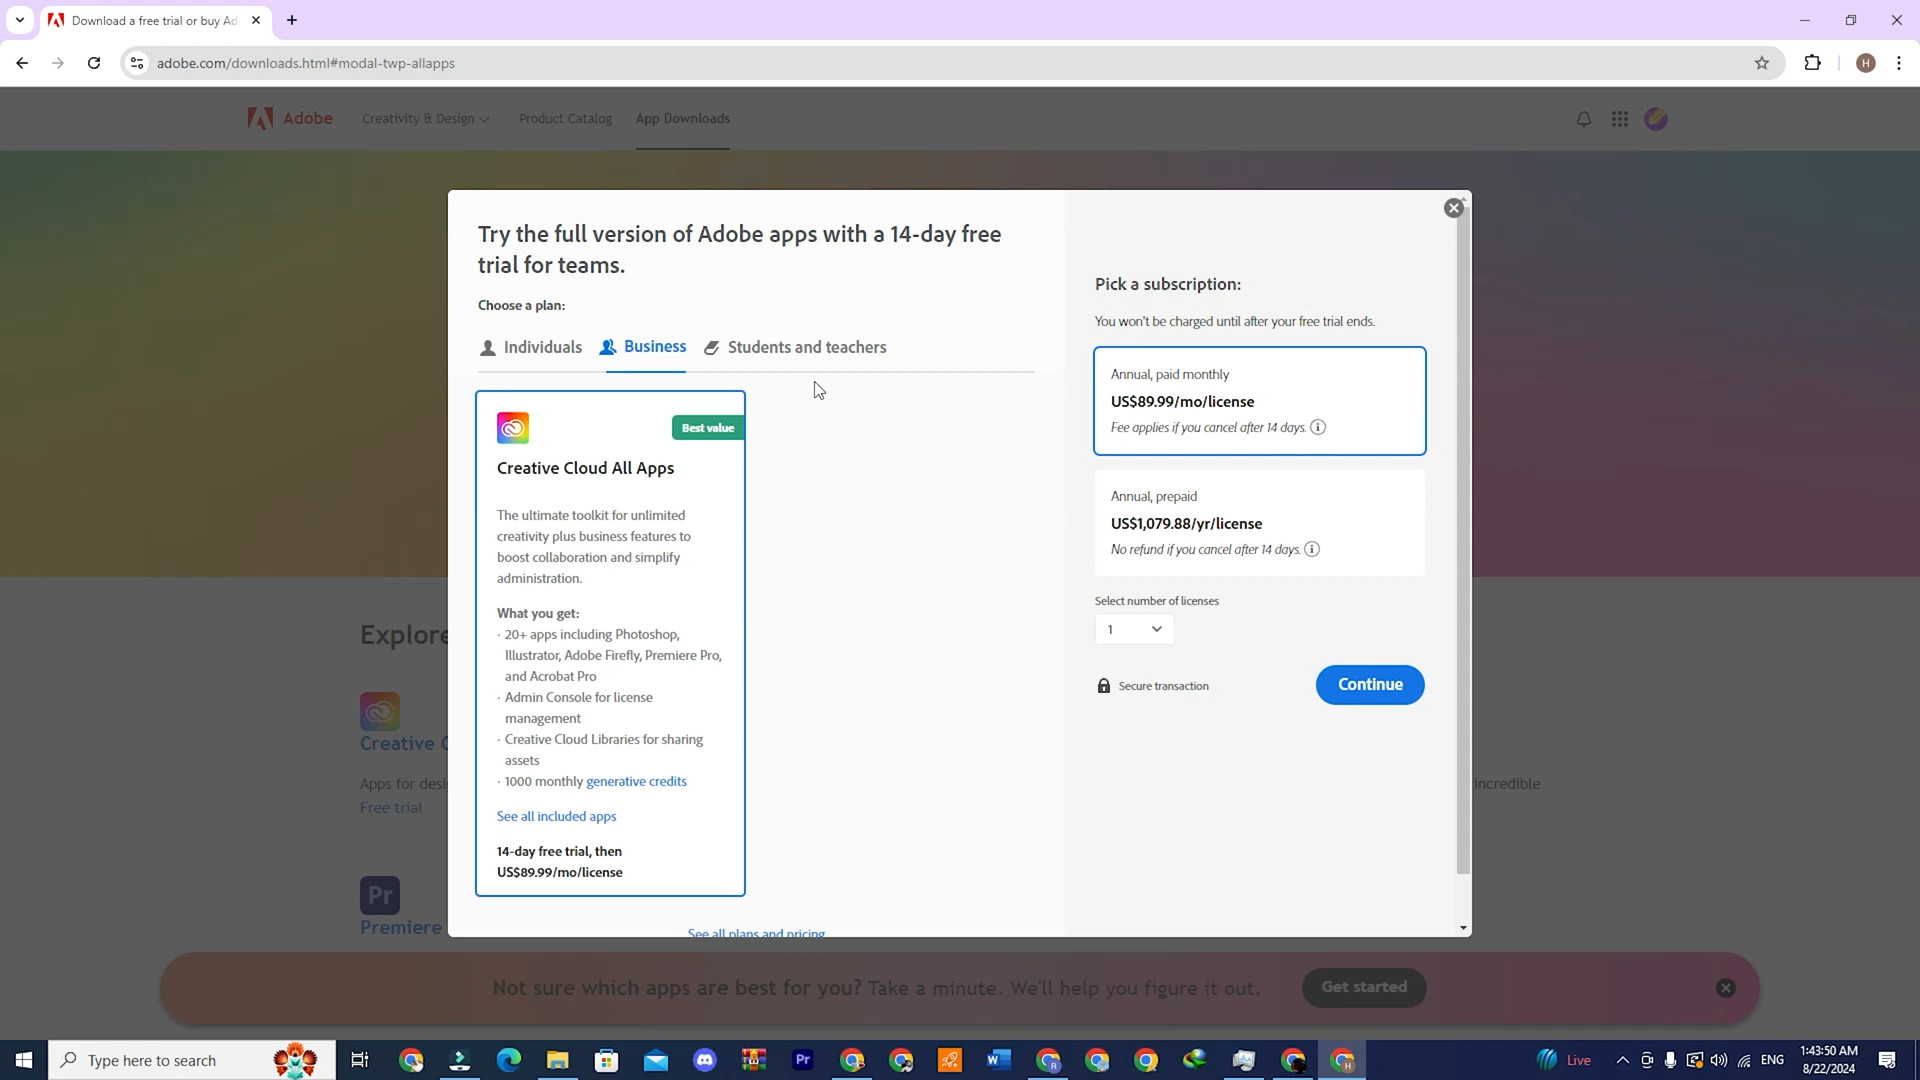 Download a free trial or buy Ad
adobe.com/downloads.html#modal-twp-allapps
H
Adobe
Creativity & Design
Product Catalog
App Downloads
Try the full version of Adobe apps with a 14-day free
trial for teams.
Choose a plan:
Individuals
Business
Students and teachers
Best value
Creative Cloud All Apps
The ultimate toolkit for unlimited
creativity plus business features to
boost collaboration and simplify
administration.
What you get:
· 20+ apps including Photoshop,
Illustrator, Adobe Firefly, Premiere Pro,
and Acrobat Pro
· Admin Console for license
management
· Creative Cloud Libraries for sharing
assets
· 1000 monthly generative credits
See all included apps
14-day free trial, then
US$89.99/mo/license
See all plans and pricing
Pick a subscription:
You won't be charged until after your free trial ends.
Annual, paid monthly
US$89.99/mo/license
Fee applies if you cancel after 14 days.
Annual, prepaid
US$1,079.88/yr/license
No refund if you cancel after 14 days.
Select number of licenses
1
Secure transaction
Continue
Explore
Creative C
Apps for desi
incredible
Free trial
Pr
Premiere
Not sure which apps are best for you? Take a minute. We'll help you figure it out.
Get started
Type here to search
Pr
Live
ENG
1:43:50 AM
8/22/2024